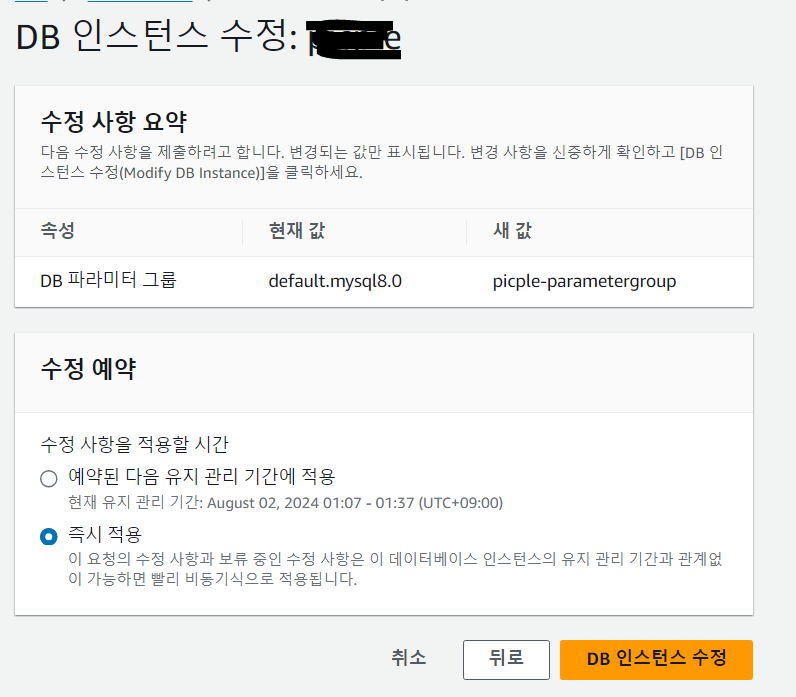 DB 인스턴스 수정:
수정 사항 요약
다음 수정 사항을 제출하려고 합니다. 변경되는 값만 표시됩니다. 변경 사항을 신중하게 확인하고 [DB 인
스턴스 수정(Modify DB Instance)]을 클릭하세요.
속성 현재 값 새 값
DB 파라미터 그룹 default.mysql8.0 picple-parametergroup
수정 예약
수정 사항을 적용할 시간
예약된 다음 유지 관리 기간에 적용
현재 유지 관리 기간: August 02, 2024 01:07 - 01:37 (UTC+09:00)
즉시 적용
이 요청의 수정 사항과 보류 중인 수정 사항은 이 데이터베이스 인스턴스의 유지 관리 기간과 관계없
이 가능하면 빨리 비동기식으로 적용됩니다.
취소 뒤로 DB 인스턴스 수정